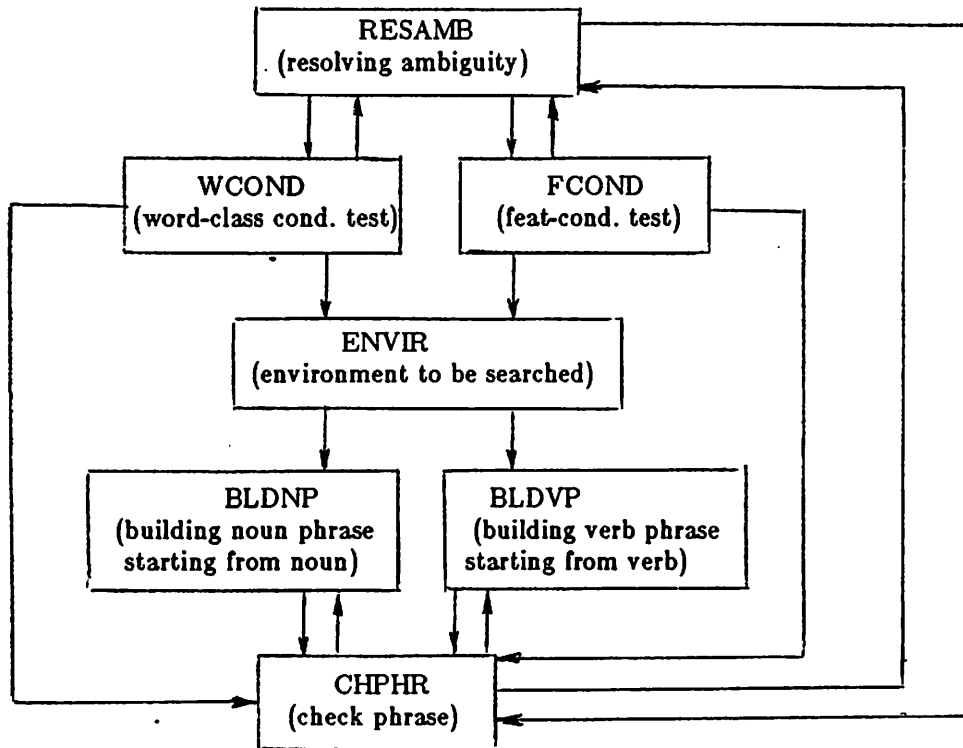 RESAMB
(resolving ambiguity)
WCOND
(word-class cond. test)
FCOND
(feat-cond. test)
ENVIR
(environment to be searched)
BLDNP
(building noun phrase
starting from noun)
BLDVP
(building verb phrase
starting from verb)
CHPHR
(check phrase)